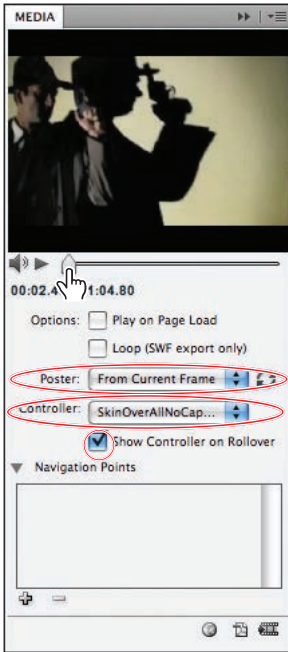 MEDIA
00:02.4 1:04.80
Options: Play on Page Load
Loop (SWF export only)
Poster: From Current Frame
Controller: SkinOverAllNoCap...
Show Controller on Rollover
Navigation Points